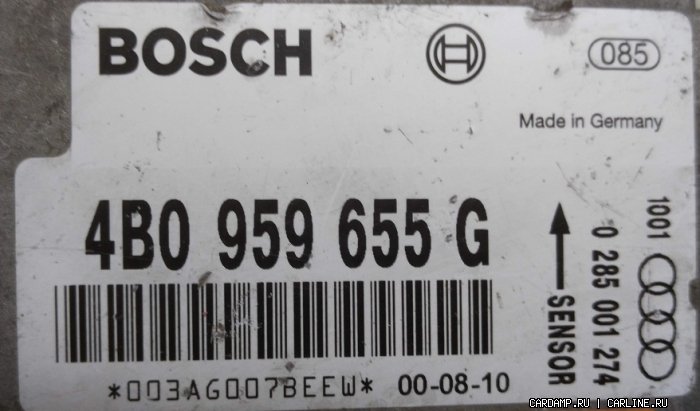 BOSCH
085
Made in Germany
4B0 959 655 G
SENSOR
0 285 001 274
1001
*003AG007BEEW* 00-08-10
CARDAMP.RU | CARLINE.RU